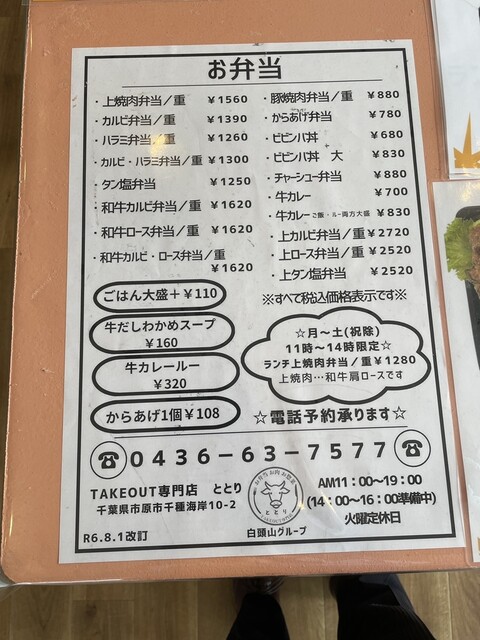 お弁当
・上焼肉弁当／重 ￥1560
・カルビ弁当／重 ￥1390
・ハラミ弁当／重 ￥1260
・カルビ・ハラミ弁当／重 ￥1300
・タン塩弁当 ￥1250
・和牛カルビ弁当／重 ￥1620
・和牛ロース弁当／重 ￥1620
・和牛カルビ・ロース弁当／重
￥1620
・豚焼肉弁当／重 ￥880
・からあげ弁当 ￥780
・ビビンバ丼 ￥680
・ビビンバ丼 大 ￥830
・チャーシュー弁当 ￥880
・牛カレー ￥700
・牛カレーご飯・ルー両方大盛 ￥830
・上カルビ弁当／重￥2720
・上ロース弁当／重￥2520
・上タン塩弁当 ￥2520
※すべて税込価格表示です※
ごはん大盛＋￥110
牛だしわかめスープ
￥160
牛カレールー
￥320
からあげ1個￥108
☆月～土(祝除)
11時～14時限定☆
ランチ上焼肉弁当／重￥1280
上焼肉…和牛肩ロースです
☆電話予約承ります☆
☎0436-63-7577☎
TAKEOUT専門店 ととり
千葉県市原市千種海岸10-2
R6.8.1改訂
お弁当 お肉 お惣菜
ととり
白頭山グループ
AM11：00～19：00
(14：00～16：00準備中)
火曜定休日